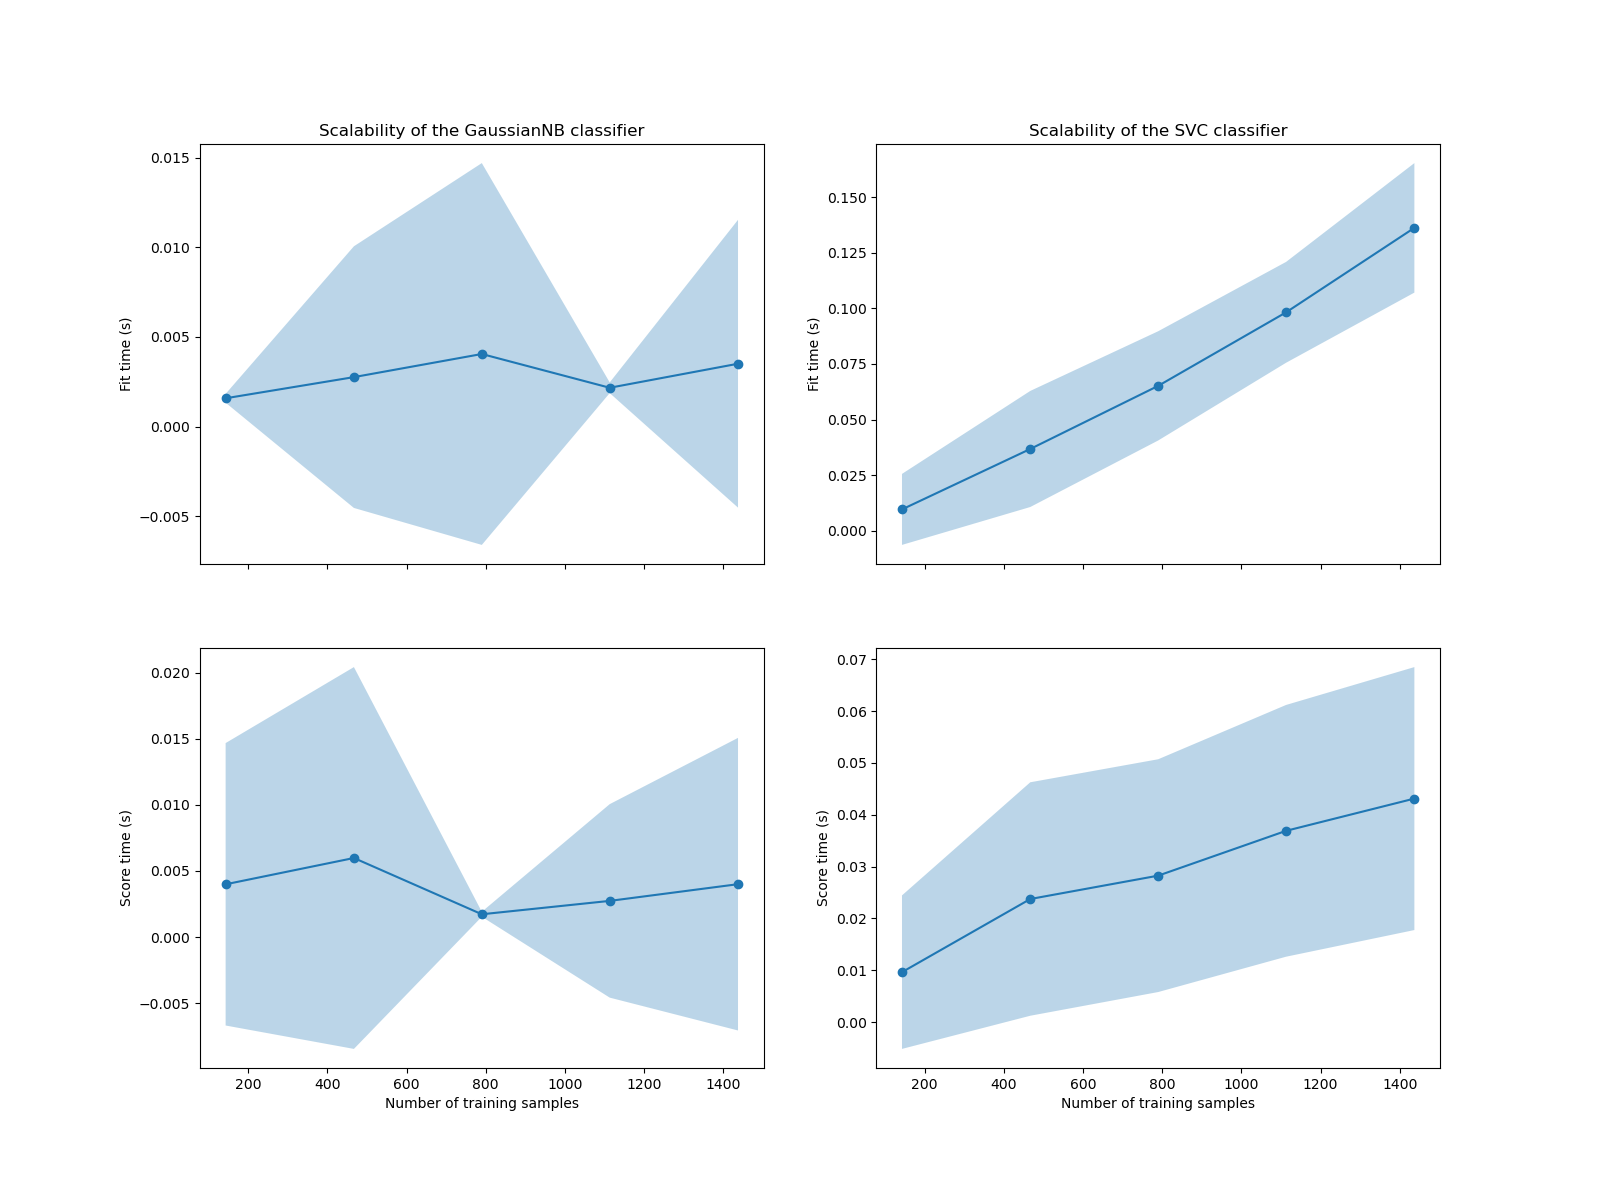 Scalability of the GaussianNB classifier
0.015
0.010
0.005
0.000
−0.005
Fit time (s)
Scalability of the SVC classifier
0.150
0.125
0.100
0.075
0.050
0.025
0.000
Fit time (s)
0.020
0.015
0.010
0.005
0.000
−0.005
Score time (s)
200 400 600 800 1000 1200 1400
Number of training samples
0.07
0.06
0.05
0.04
0.03
0.02
0.01
0.00
Score time (s)
200 400 600 800 1000 1200 1400
Number of training samples